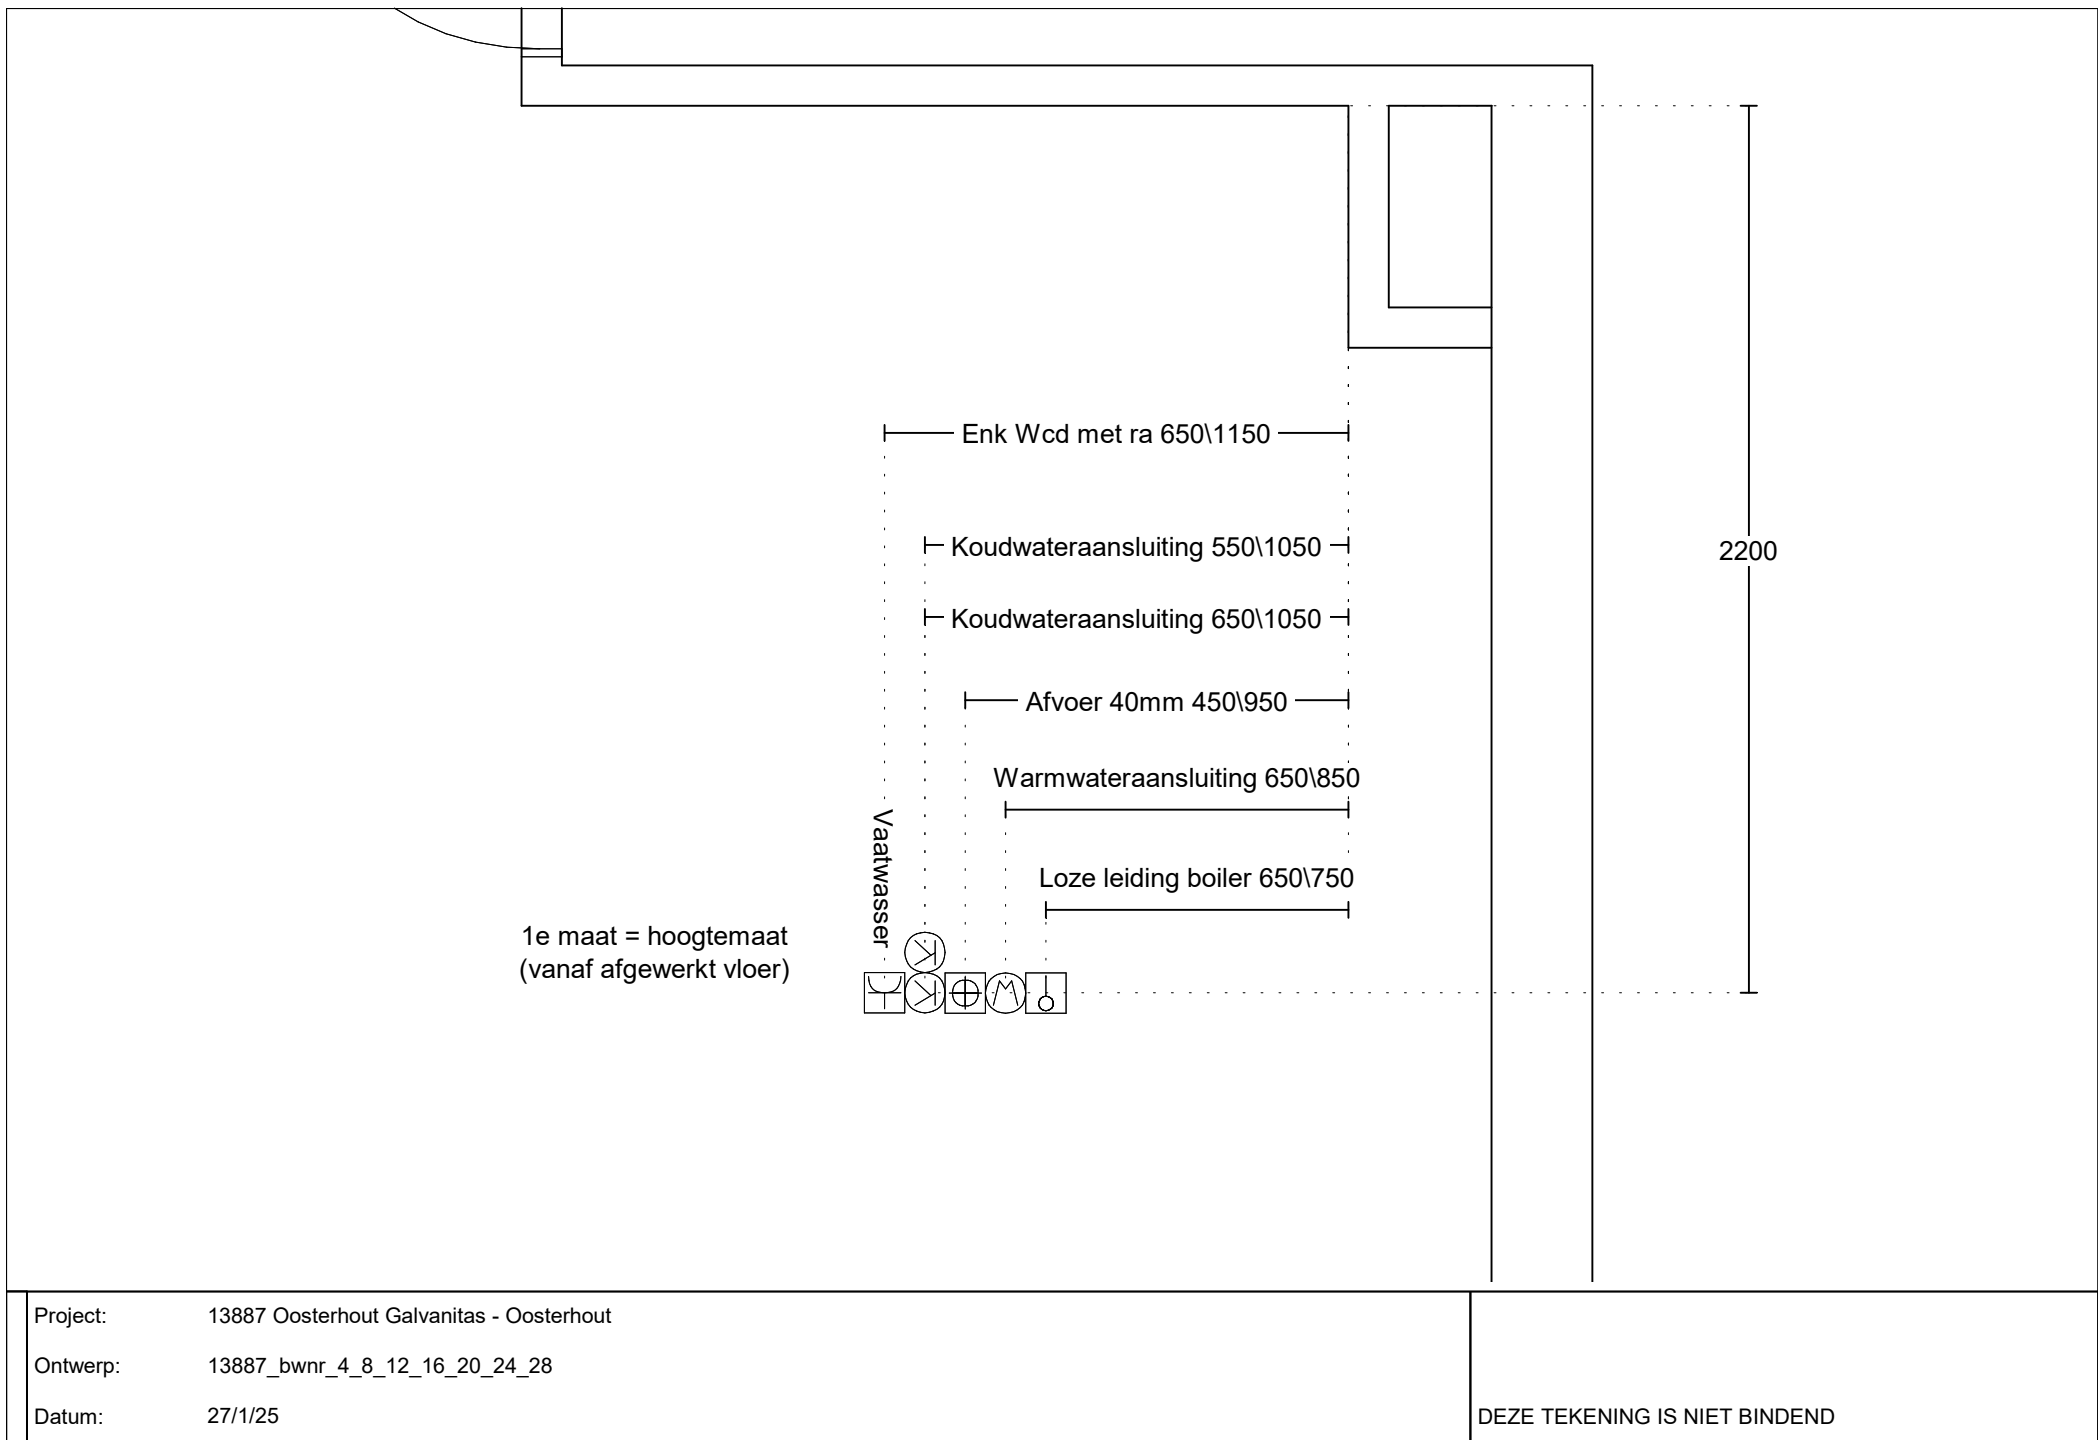 Enk Wcd met ra 650\1150
Koudwateraansluiting 550\1050
2200
Koudwateraansluiting 650\1050
Afvoer 40mm 450\950
Warmwateraansluiting 650\850
Vaatwasser
Loze leiding boiler 650\750
1e maat = hoogtemaat
(vanaf afgewerkt vloer)
K
K W
Project: 13887 Oosterhout Galvanitas - Oosterhout
Ontwerp: 13887_bwnr_4_8_12_16_20_24_28
Datum: 27/1/25
DEZE TEKENING IS NIET BINDEND